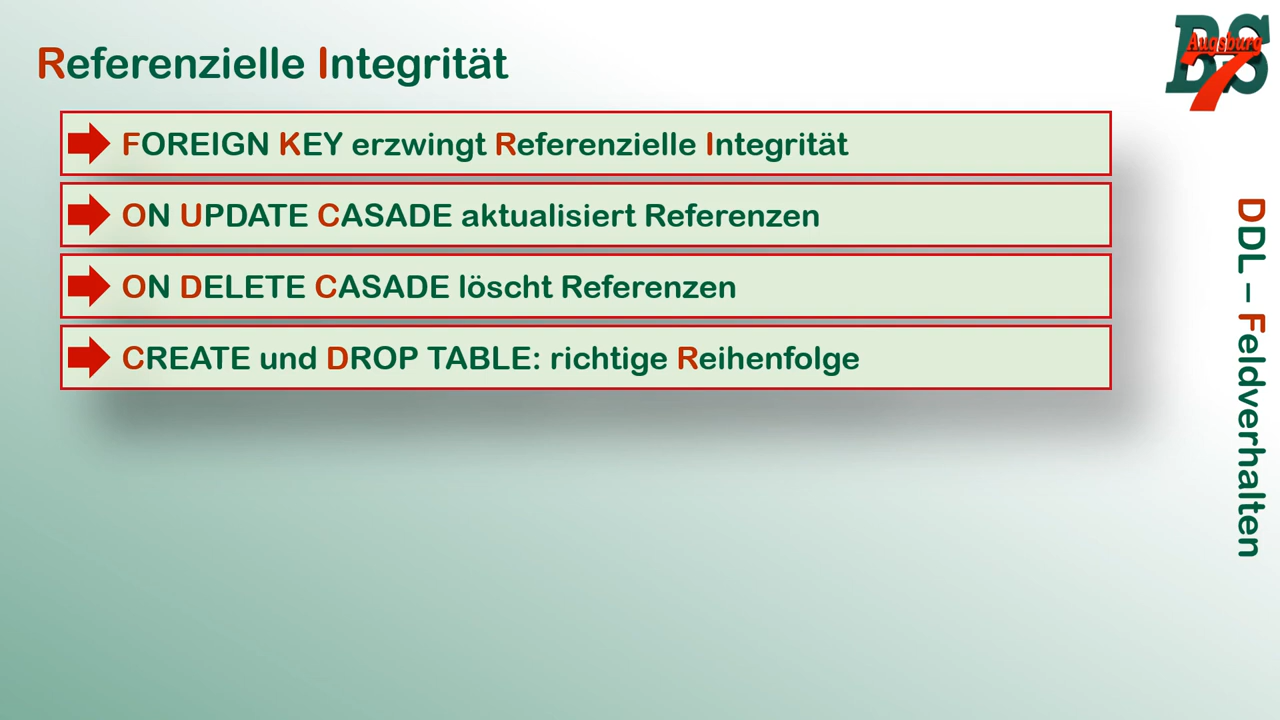 Referenzielle Integrität
FOREIGN KEY erzwingt Referenzielle Integrität
ON UPDATE CASADE aktualisiert Referenzen
ON DELETE CASADE löscht Referenzen
CREATE und DROP TABLE: richtige Reihenfolge
BS
Augsburg
7
DDL – Feldverhalten